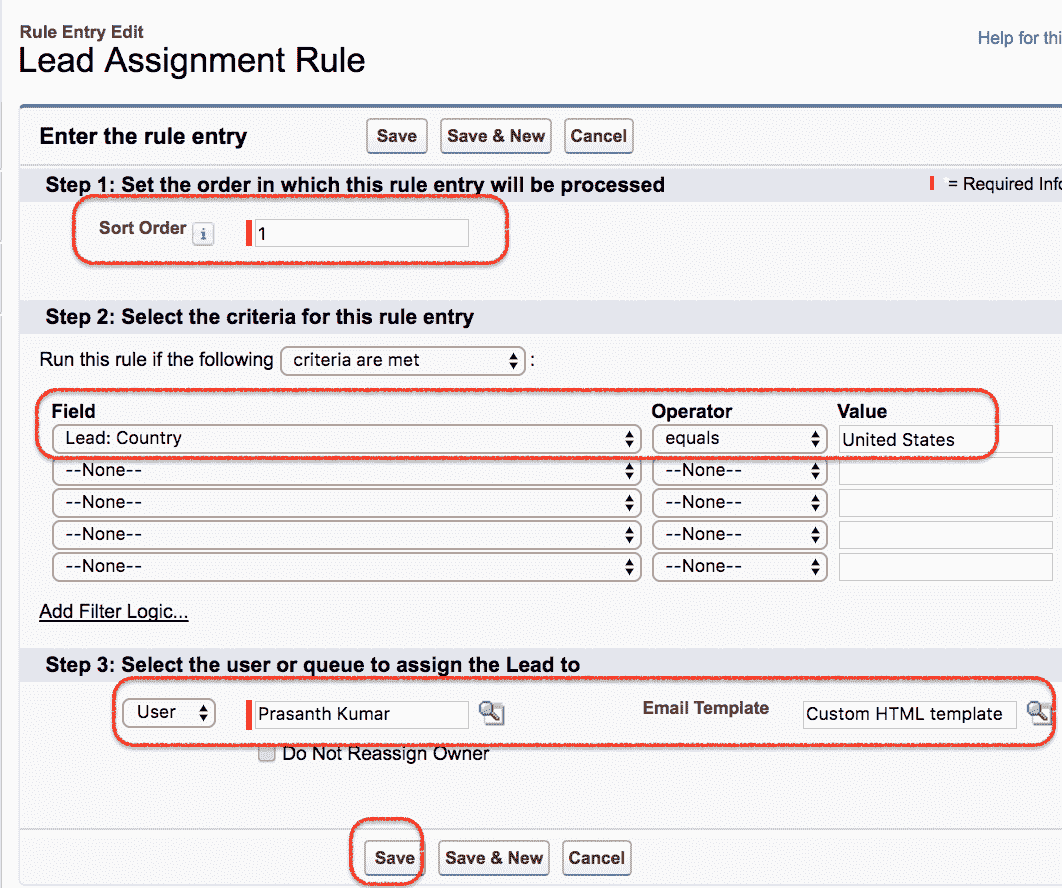 Rule Entry Edit
Help for thi
Lead Assignment Rule
Enter the rule entry Save Save & New Cancel
Step 1: Set the order in which this rule entry will be processed = Required Info
Sort Order i 1
Step 2: Select the criteria for this rule entry
Run this rule if the following criteria are met :
Field Operator Value
Lead: Country equals United States
--None-- --None--
--None-- --None--
--None-- --None--
--None-- --None--
Add Filter Logic...
Step 3: Select the user or queue to assign the Lead to
User Prasanth Kumar Email Template Custom HTML template
Do Not Reassign Owner
Save Save & New Cancel